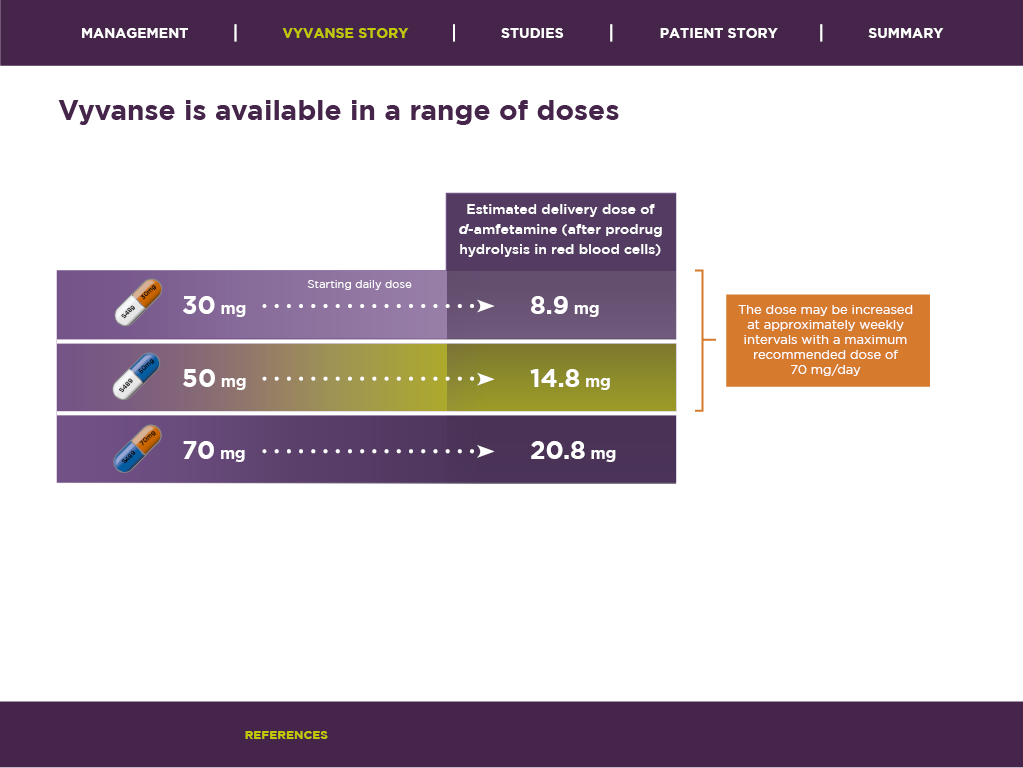 MANAGEMENT | VYVANSE STORY | STUDIES | PATIENT STORY | SUMMARY
Vyvanse is available in a range of doses
Estimated delivery dose of
d-amfetamine (after prodrug
hydrolysis in red blood cells)
S489 30mg
30 mg
Starting daily dose
8.9 mg
S489 50mg
50 mg
14.8 mg
S489 70mg
70 mg
20.8 mg
The dose may be increased
at approximately weekly
intervals with a maximum
recommended dose of
70 mg/day
REFERENCES